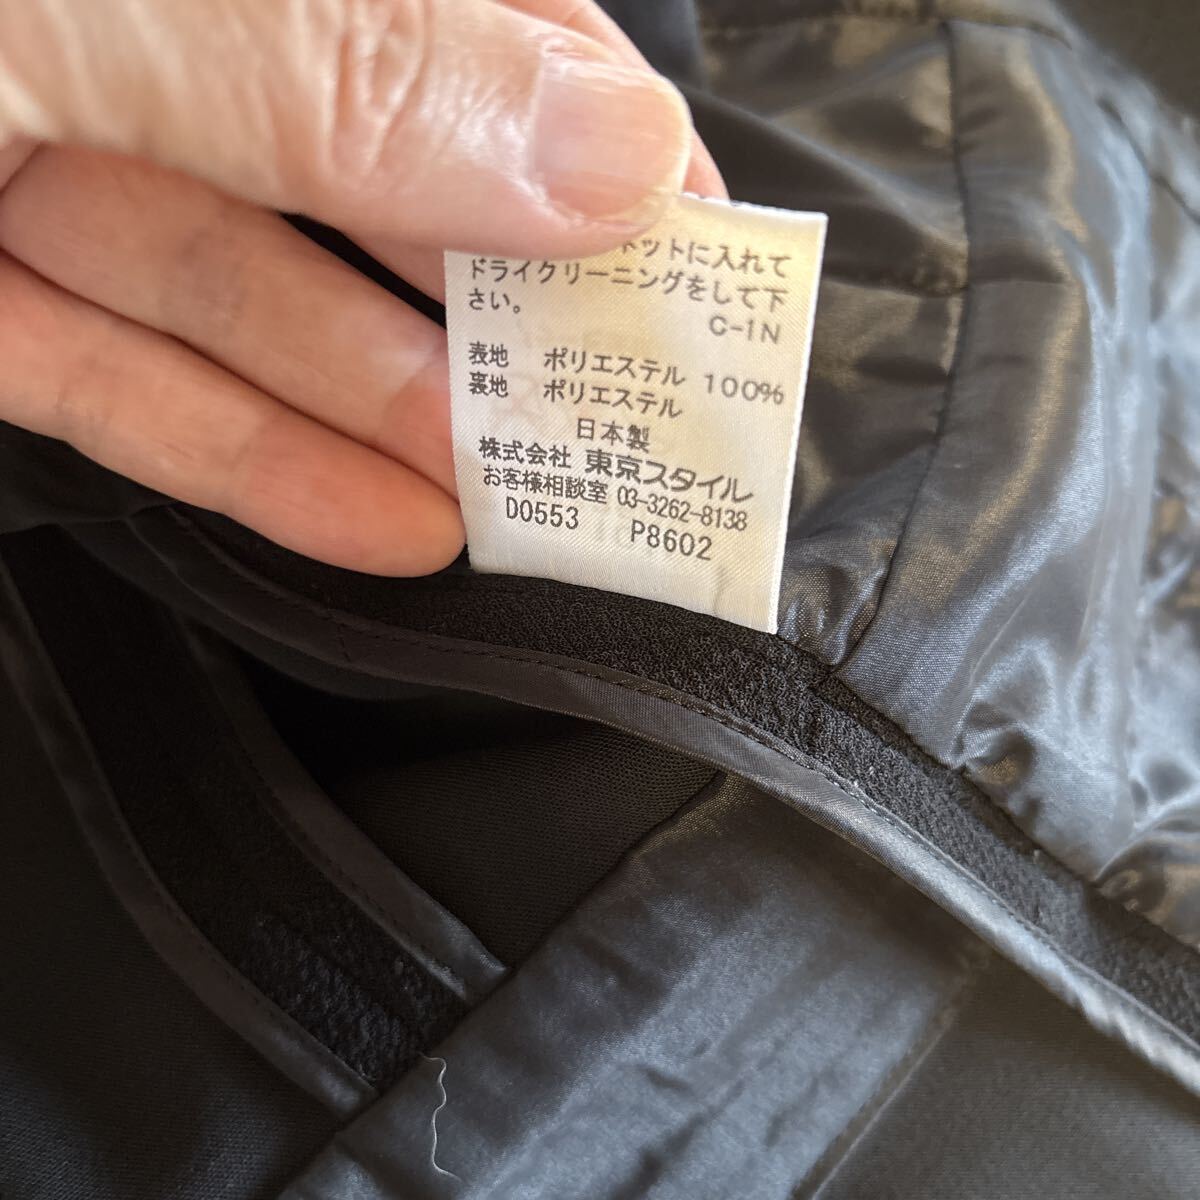 ネットに入れて
ドライクリーニングをして下
さい。 C-1N
表地 ポリエステル 100%
裏地 ポリエステル
日本製
株式会社 東京スタイル
お客様相談室 03-3262-8138
D0553 P8602